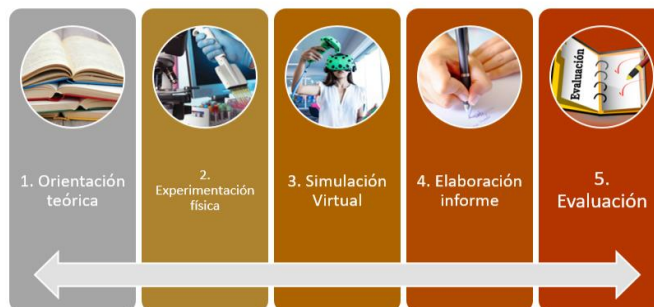 Evaluación
1. Orientación
teórica
2.
Experimentación
física
3. Simulación
Virtual
4. Elaboración
informe
5.
Evaluación